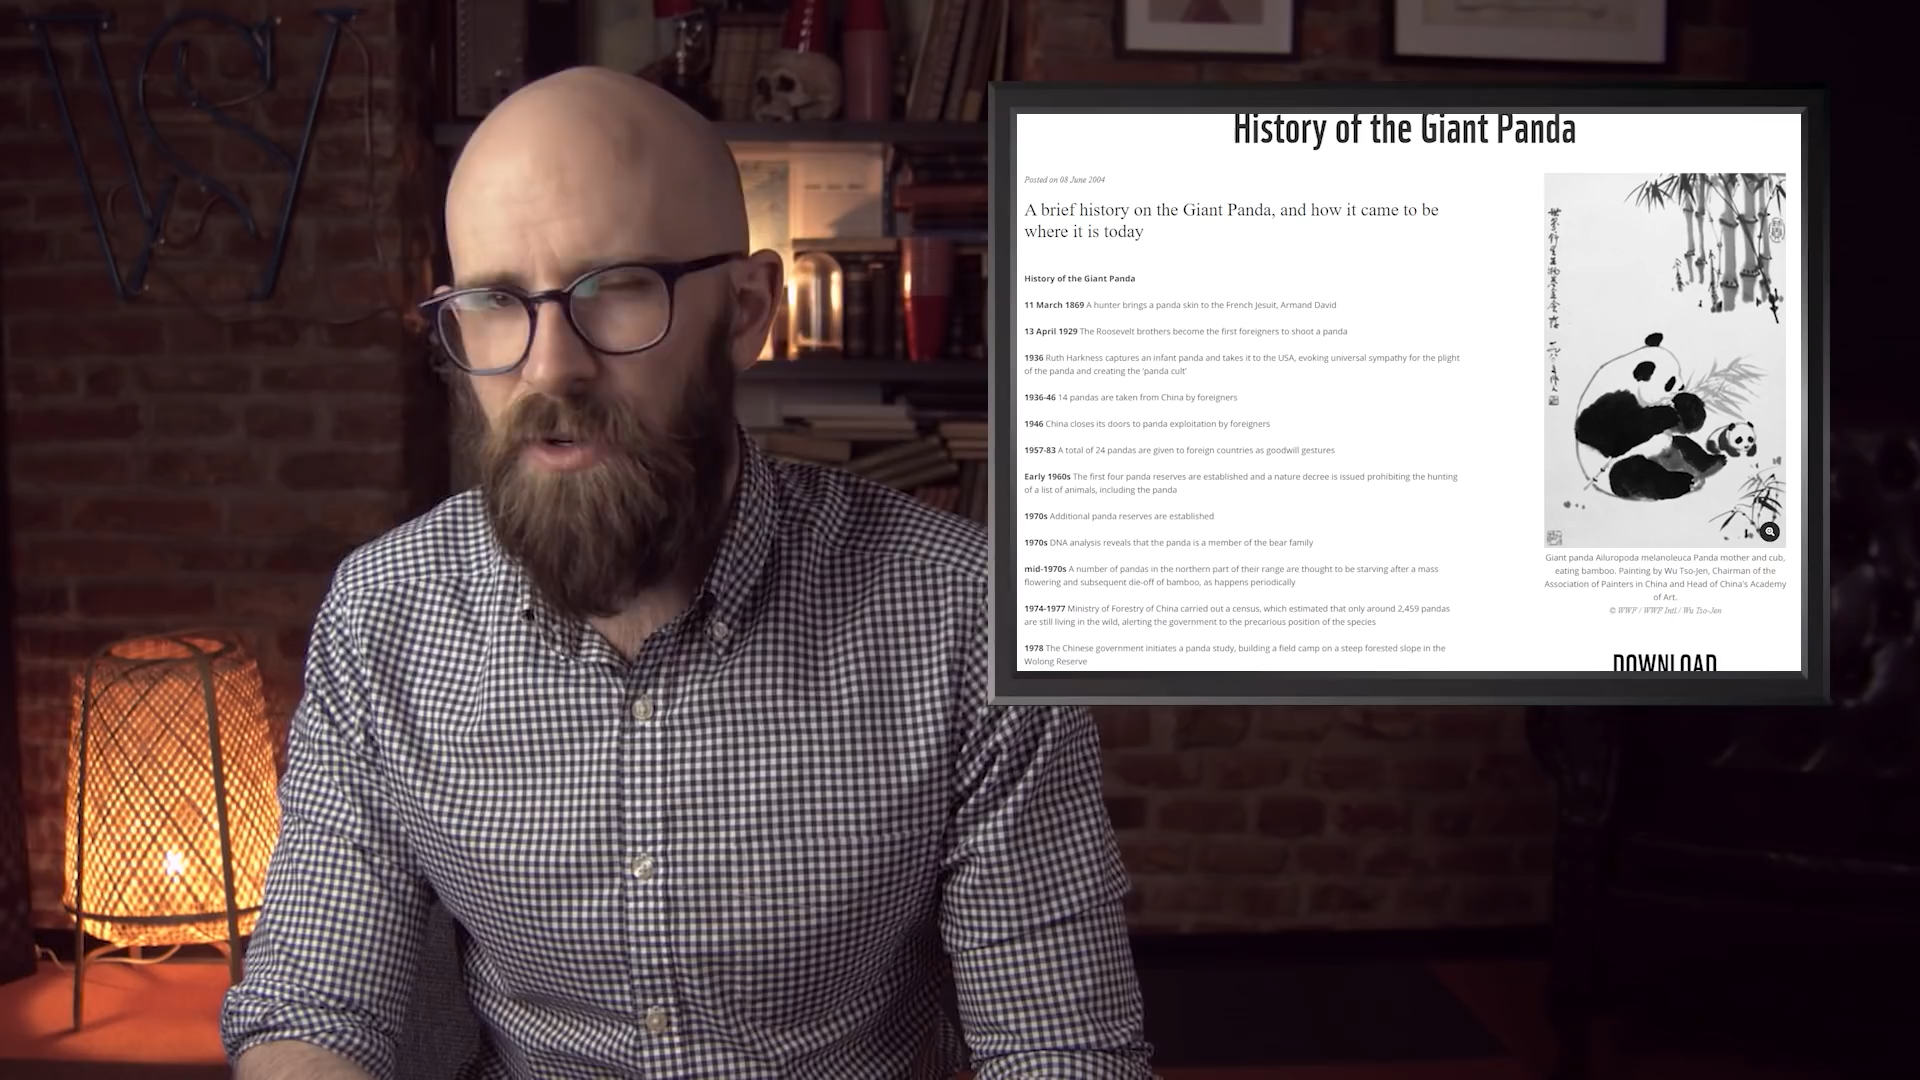 History of the Giant Panda
Posted on 08 June 2004
A brief history on the Giant Panda, and how it came to be
where it is today
History of the Giant Panda
11 March 1869 A hunter brings a panda skin to the French Jesuit, Armand David
13 April 1929 The Roosevelt brothers become the first foreigners to shoot a panda
1936 Ruth Harkness captures an infant panda and takes it to the USA, evoking universal sympathy for the plight
of the panda and creating the 'panda cult'
1936-46 14 pandas are taken from China by foreigners
1946 China closes its doors to panda exploitation by foreigners
1957-83 A total of 24 pandas are given to foreign countries as goodwill gestures
Early 1960s The first four panda reserves are established and a nature decree is issued prohibiting the hunting
of a list of animals, including the panda
1970s Additional panda reserves are established
1970s DNA analysis reveals that the panda is a member of the bear family
mid-1970s A number of pandas in the northern part of their range are thought to be starving after a mass
flowering and subsequent die-off of bamboo, as happens periodically
1974-1977 Ministry of Forestry of China carried out a census, which estimated that only around 2,459 pandas
are still living in the wild, alerting the government to the precarious position of the species
1978 The Chinese government initiates a panda study, building a field camp on a steep forested slope in the
Wolong Reserve
Giant panda Ailuropoda melanoleuca Panda mother and cub,
eating bamboo. Painting by Wu Tso-Jen, Chairman of the
Association of Painters in China and Head of China's Academy
of Art.
© WWF / WWF Intl / Wu Tso-Jen
DOWNLOAD